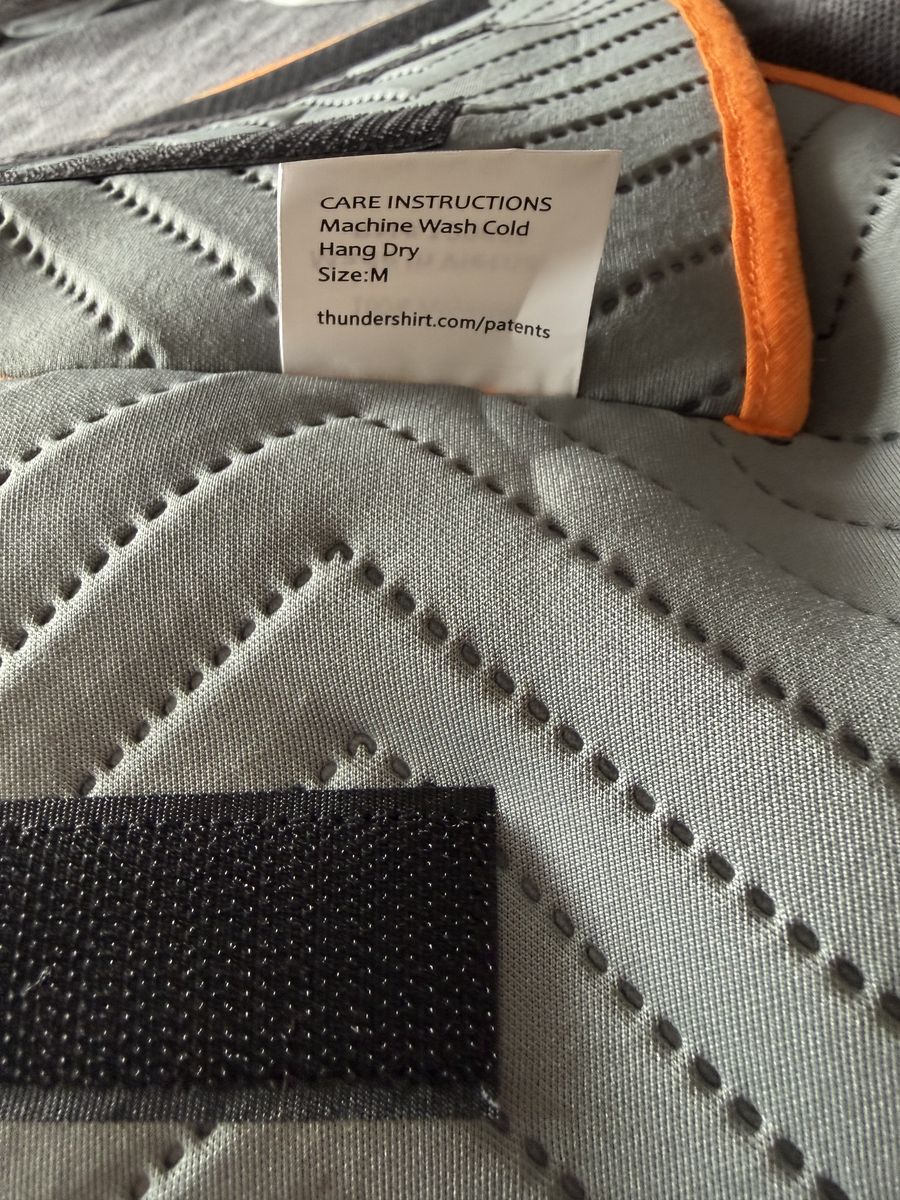 CARE INSTRUCTIONS
Machine Wash Cold
Hang Dry
Size:M
thundershirt.com/patents